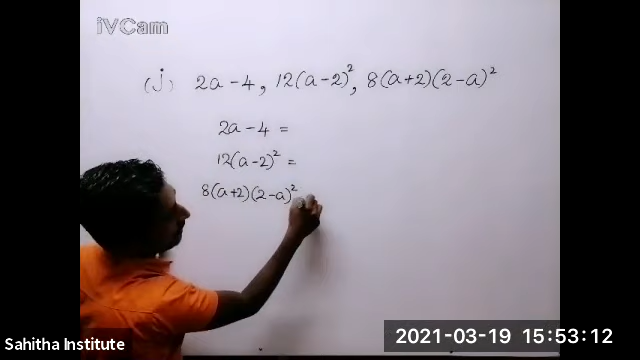 iVCam
(j) 2a - 4, 12(a-2)², 8(a+2)(2-a)²
2a - 4 =
12(a-2)² =
8(a+2)(2-a)²
Sahitha Institute
2021-03-19 15:53:12